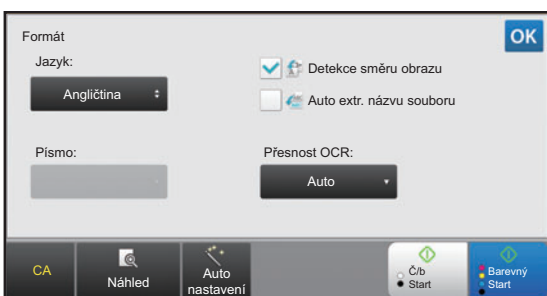 Formát
OK
Jazyk:
Angličtina
Detekce směru obrazu
Auto extr. názvu souboru
Písmo:
Přesnost OCR:
Auto
CA
Náhled
Auto
nastavení
Č/b
Start
Barevný
Start